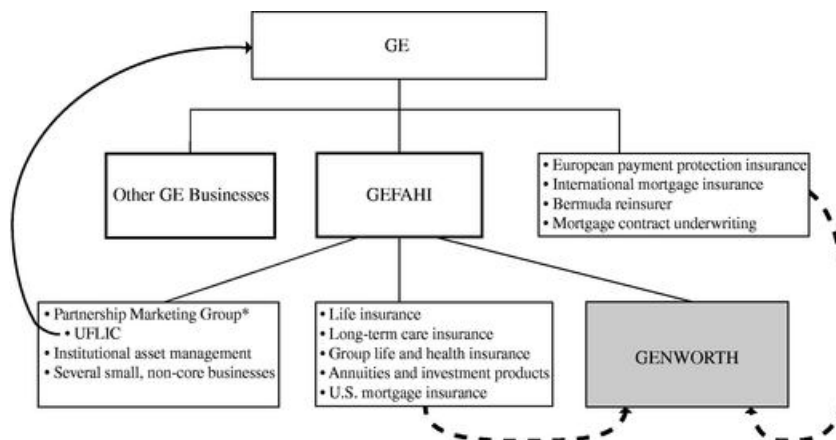 GE
Other GE Businesses
GEFAHI
• European payment protection insurance
• International mortgage insurance
• Bermuda reinsurer
• Mortgage contract underwriting
• Partnership Marketing Group*
• UFLIC
• Institutional asset management
• Several small, non-core businesses
• Life insurance
• Long-term care insurance
• Group life and health insurance
• Annuities and investment products
• U.S. mortgage insurance
GENWORTH